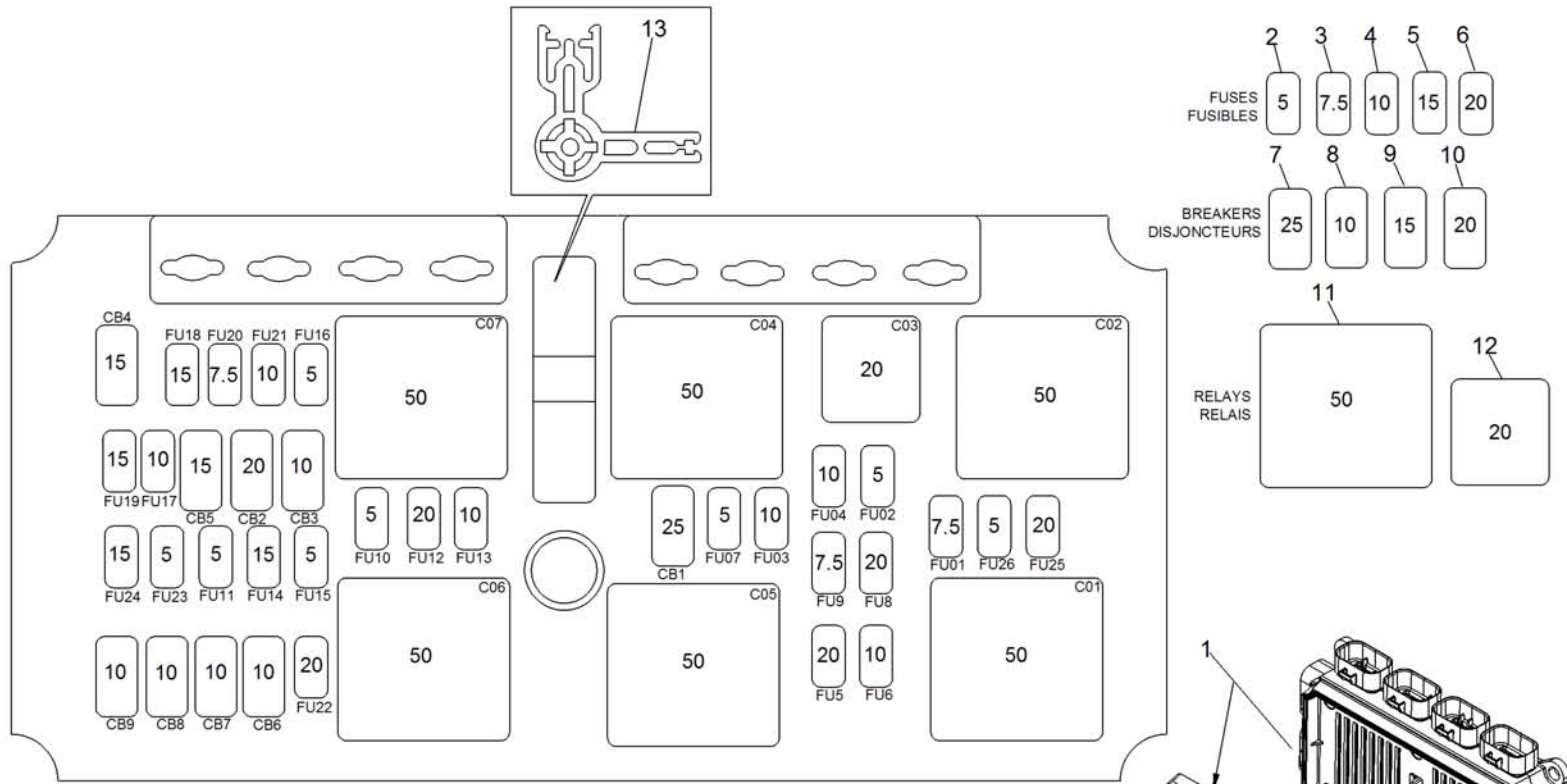 13
2 3 4 5 6
FUSES
FUSIBLES
5 7.5 10 15 20
7 8 9 10
BREAKERS
DISJONCTEURS
25 10 15 20
11
12
RELAYS
RELAIS
50
20
CB4
15
FU18 FU20 FU21 FU16
15 7.5 10 5
C07
50
C04
50
C03
20
C02
50
15 10 15 20 10
FU19 FU17 CB5 CB2 CB3
10 5
FU04 FU02
5 20 10
FU10 FU12 FU13
25 5 10
CB1 FU07 FU03
7.5 5 20
FU01 FU26 FU25
15 5 5 15 5
FU24 FU23 FU11 FU14 FU15
7.5 20
FU9 FU8
C06
50
C05
50
C01
50
10 10 10 10 20
CB9 CB8 CB7 CB6 FU22
20 10
FU5 FU6
1